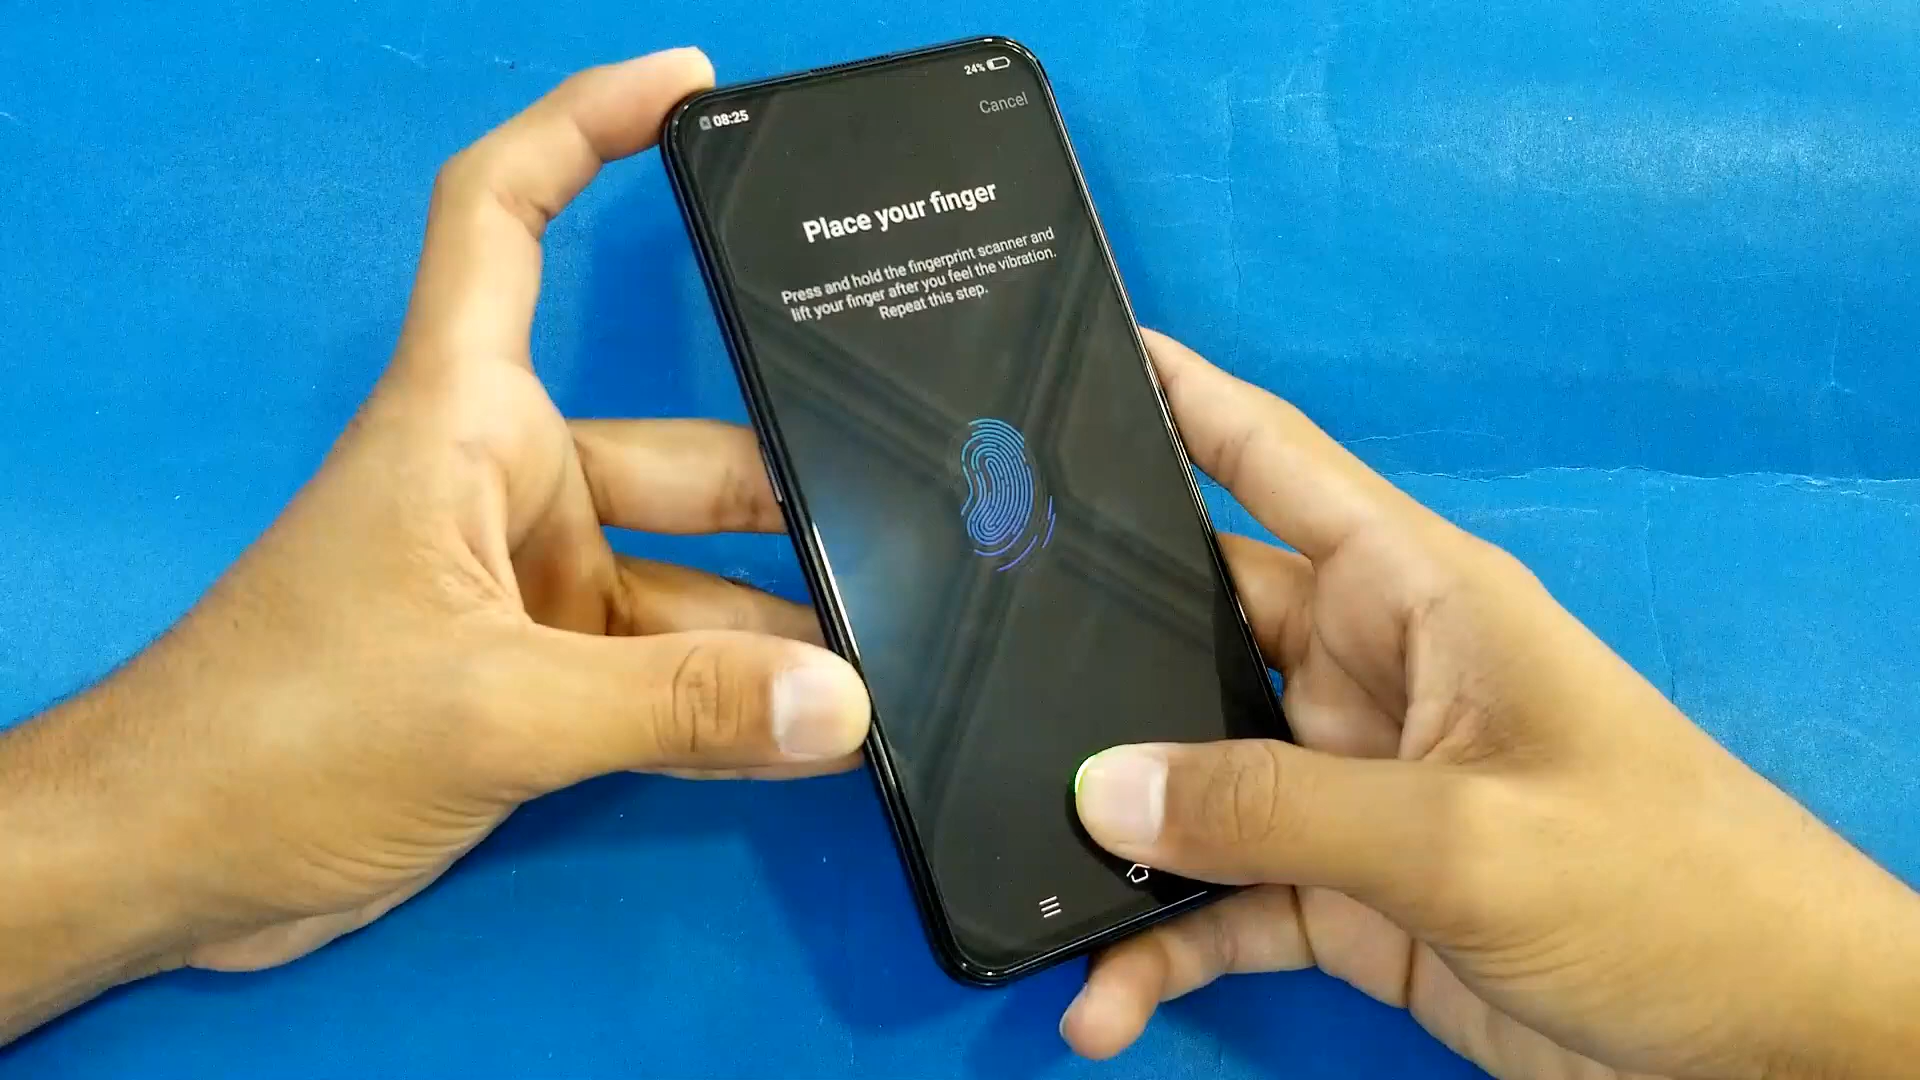 08:25
24%
Cancel
Place your finger
Press and hold the fingerprint scanner and
lift your finger after you feel the vibration.
Repeat this step.